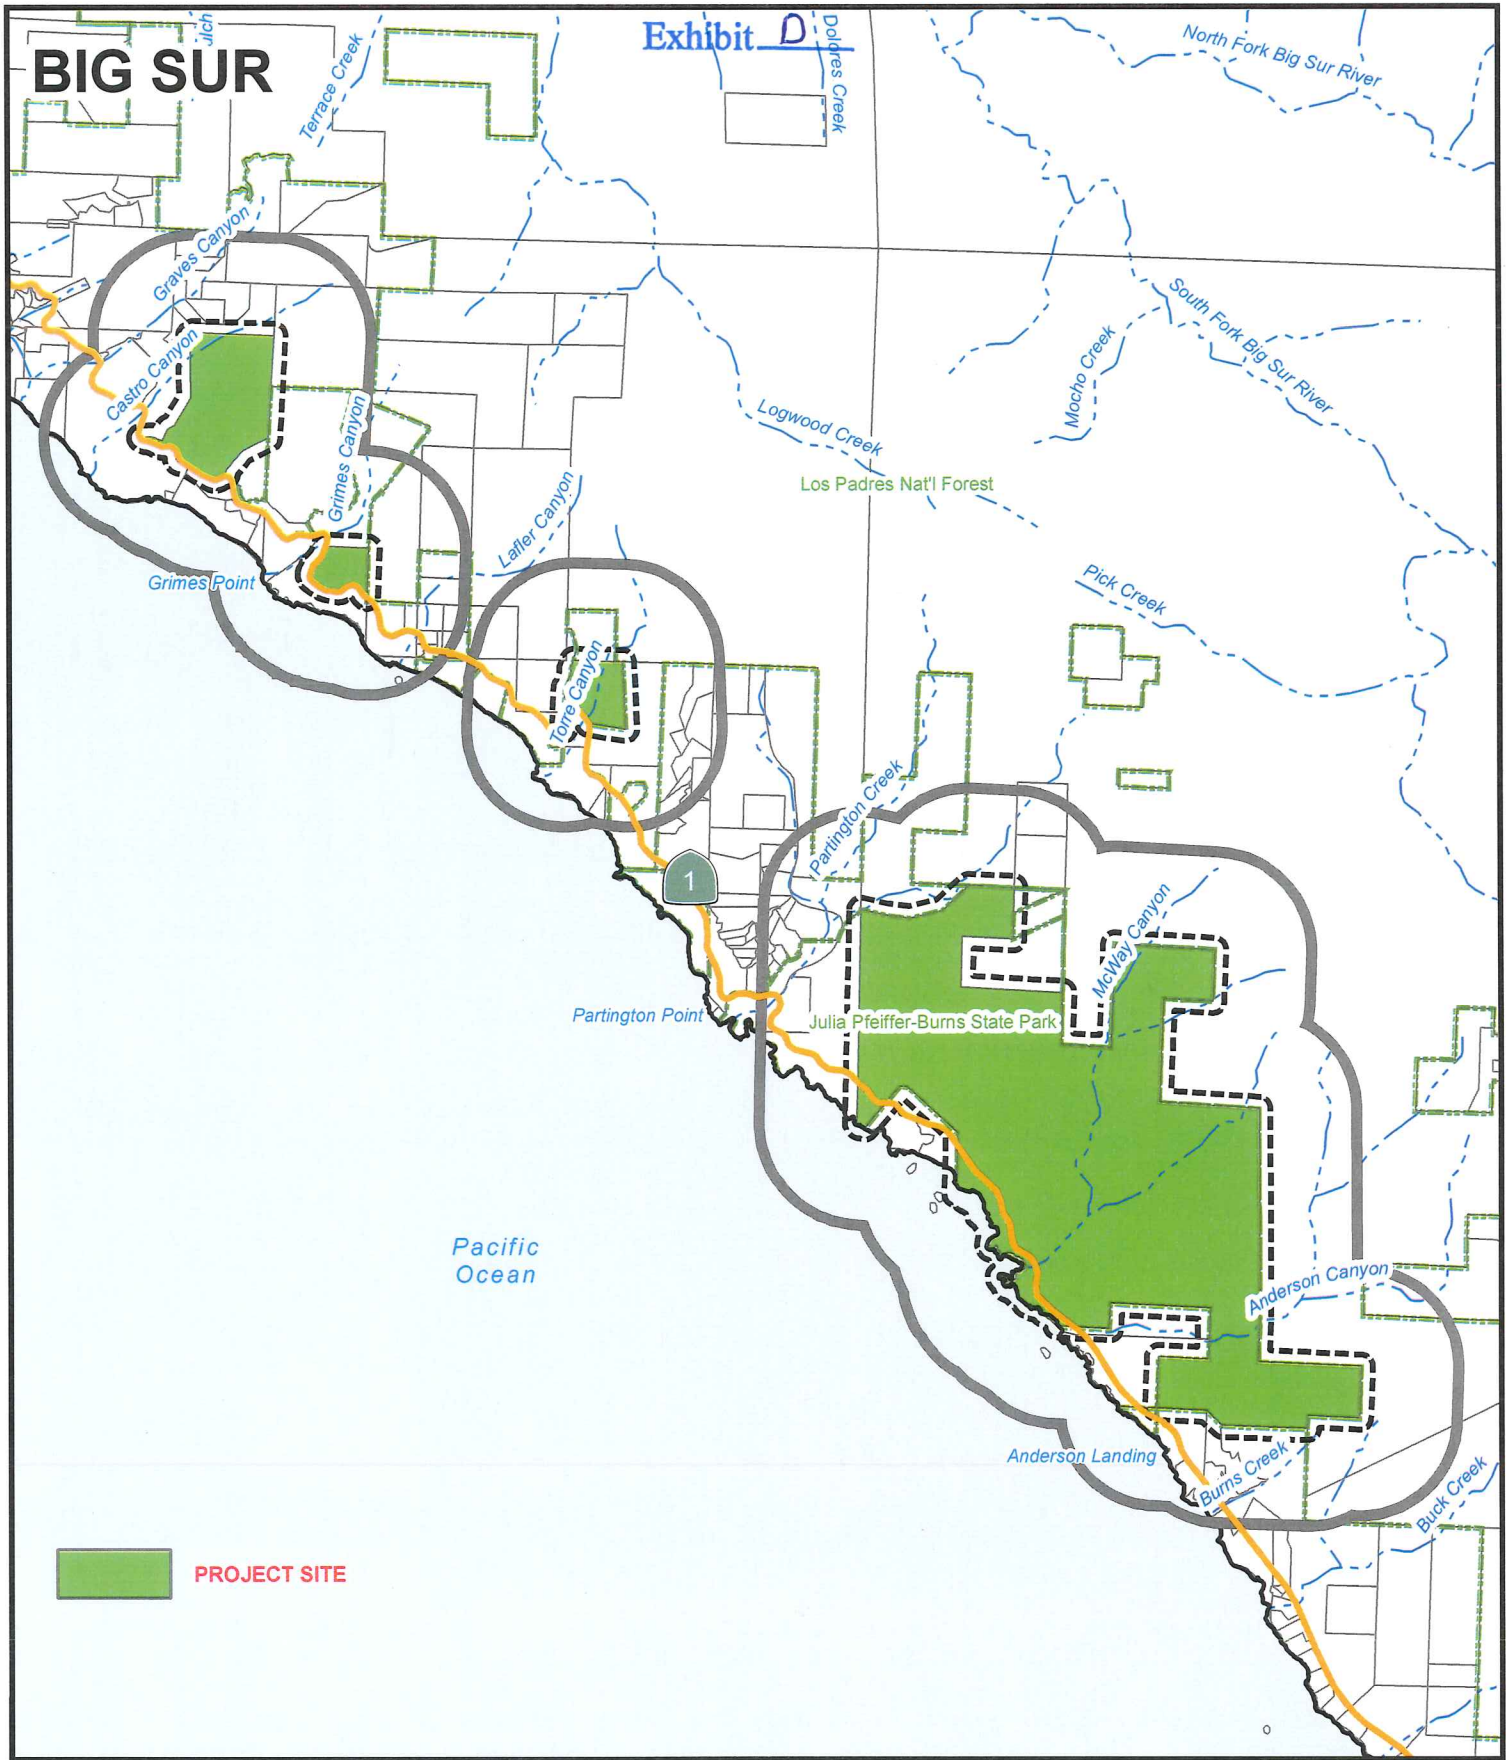 ulch
Exhibit D
BIG SUR
Terrace Creek
Dolores Creek
North Fork Big Sur River
Graves Canyon
Castro Canyon
South Fork Big Sur River
Mocho Creek
Grimes Canyon
Logwood Creek
Los Padres Nat'l Forest
Lafler Canyon
Grimes Point
Pick Creek
Torre Canyon
Partington Creek
1
McWay Canyon
Partington Point
Julia Pfeiffer-Burns State Park
Pacific
Ocean
Anderson Canyon
Anderson Landing
Burns Creek
Buck Creek
PROJECT SITE